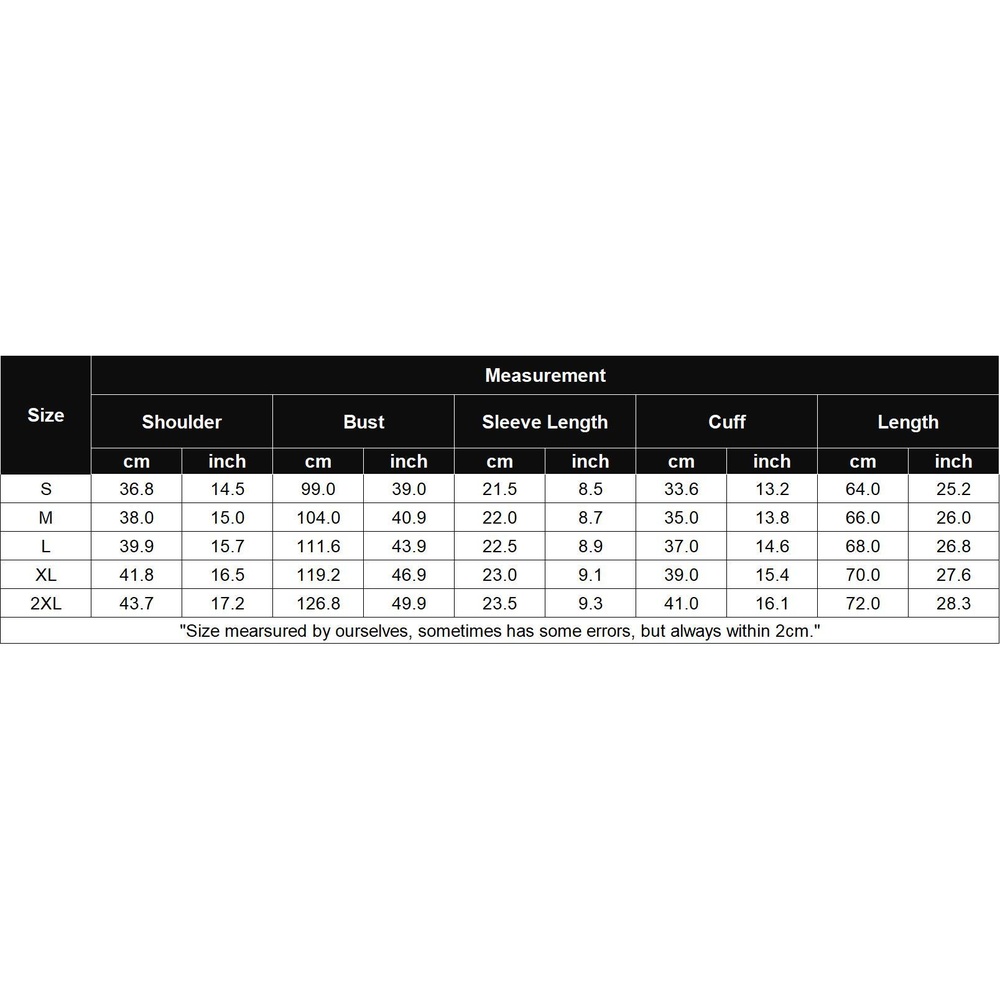 Size Measurement
Shoulder Bust Sleeve Length Cuff Length
cm inch cm inch cm inch cm inch cm inch
S 36.8 14.5 99.0 39.0 21.5 8.5 33.6 13.2 64.0 25.2
M 38.0 15.0 104.0 40.9 22.0 8.7 35.0 13.8 66.0 26.0
L 39.9 15.7 111.6 43.9 22.5 8.9 37.0 14.6 68.0 26.8
XL 41.8 16.5 119.2 46.9 23.0 9.1 39.0 15.4 70.0 27.6
2XL 43.7 17.2 126.8 49.9 23.5 9.3 41.0 16.1 72.0 28.3
"Size mearsured by ourselves, sometimes has some errors, but always within 2cm."